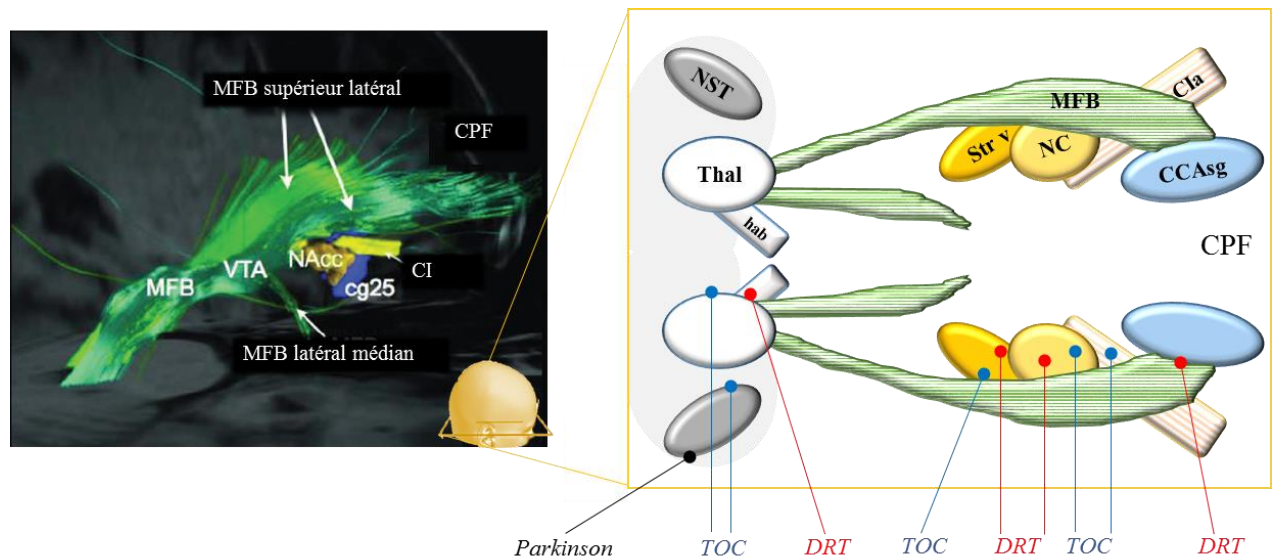 MFB supérieur latéral
CPF
NAcc
VTA
CI
MFB
cg25
MFB latéral médian
NST
Cla
MFB
Str v
NC
Thal
CCAsg
hab
CPF
Parkinson
TOC
DRT
TOC
DRT
TOC
DRT